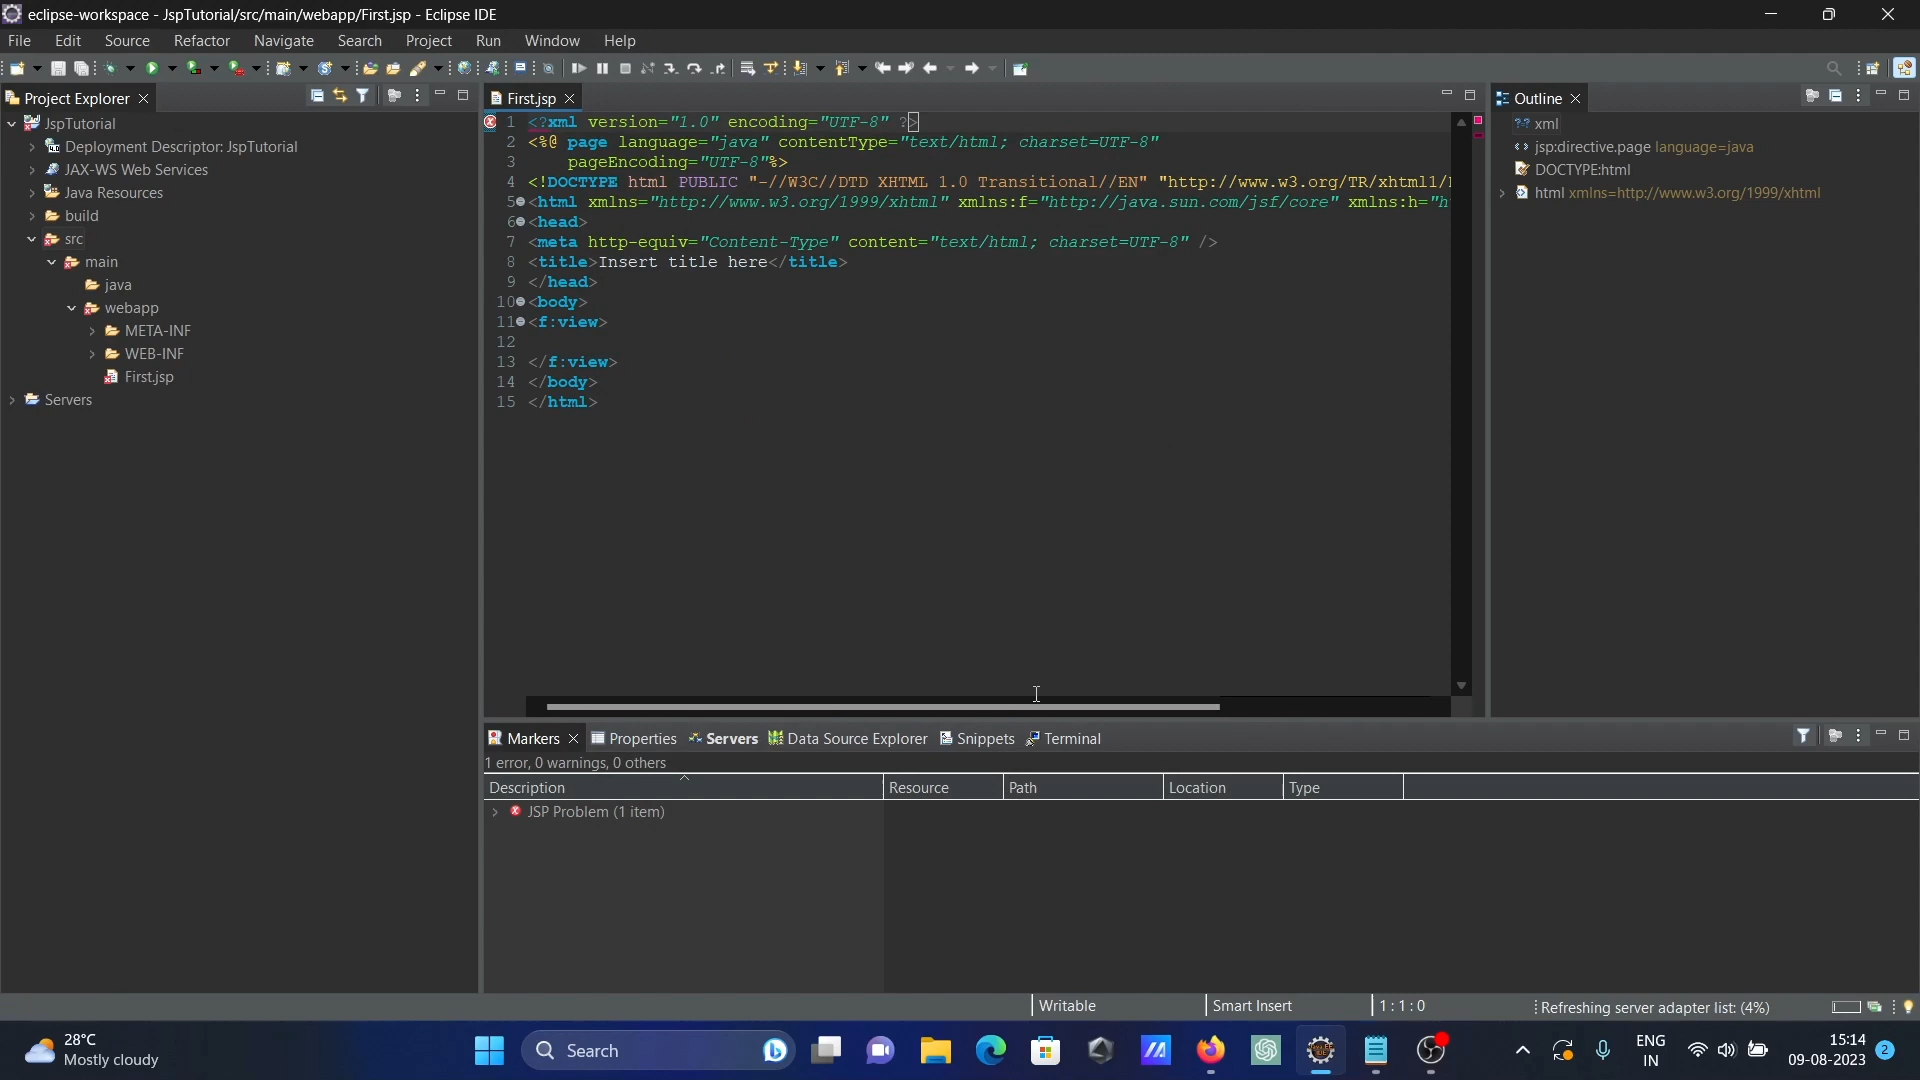 eclipse-workspace - JspTutorial/src/main/webapp/First.jsp - Eclipse IDE
File Edit Source Refactor Navigate Search Project Run Window Help
Project Explorer
JspTutorial
Deployment Descriptor: JspTutorial
JAX-WS Web Services
Java Resources
build
src
main
java
webapp
META-INF
WEB-INF
First.jsp
Servers
First.jsp
1 <?xml version="1.0" encoding="UTF-8" ?>
2 <%@ page language="java" contentType="text/html; charset=UTF-8"
3     pageEncoding="UTF-8"%>
4 <!DOCTYPE html PUBLIC "-//W3C//DTD XHTML 1.0 Transitional//EN" "http://www.w3.org/TR/xhtml1/
5 <html xmlns="http://www.w3.org/1999/xhtml" xmlns:f="http://java.sun.com/jsf/core" xmlns:h="h
6 <head>
7 <meta http-equiv="Content-Type" content="text/html; charset=UTF-8" />
8 <title>Insert title here</title>
9 </head>
10 <body>
11 <f:view>
12
13 </f:view>
14 </body>
15 </html>
Outline
xml
jsp:directive.page language=java
DOCTYPE:html
html xmlns=http://www.w3.org/1999/xhtml
Markers Properties Servers Data Source Explorer Snippets Terminal
1 error, 0 warnings, 0 others
Description Resource Path Location Type
JSP Problem (1 item)
Writable Smart Insert 1 : 1 : 0 Refreshing server adapter list: (4%)
28°C
Mostly cloudy
Search
ENG
IN
15:14
09-08-2023
2